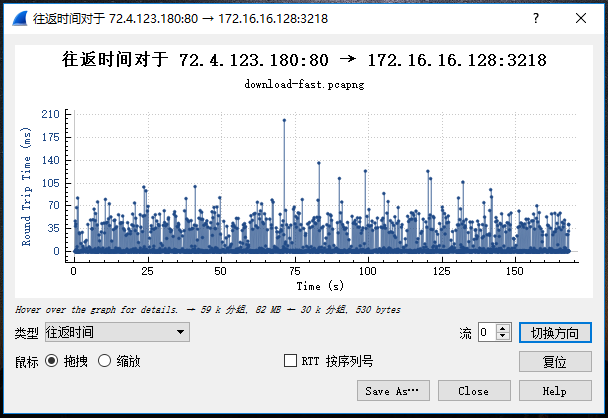 往返时间对于 72.4.123.180:80 → 172.16.16.128:3218
往返时间对于 72.4.123.180:80 → 172.16.16.128:3218
download-fast.pcapng
Round Trip Time (ms)
210
175
140
105
70
35
0
0 25 50 75 100 125 150
Time (s)
Hover over the graph for details. → 59 k 分组, 82 MB ← 30 k 分组, 530 bytes
类型 往返时间 流 0 切换方向
鼠标 拖拽 缩放 RTT 按序列号 复位
Save As… Close Help